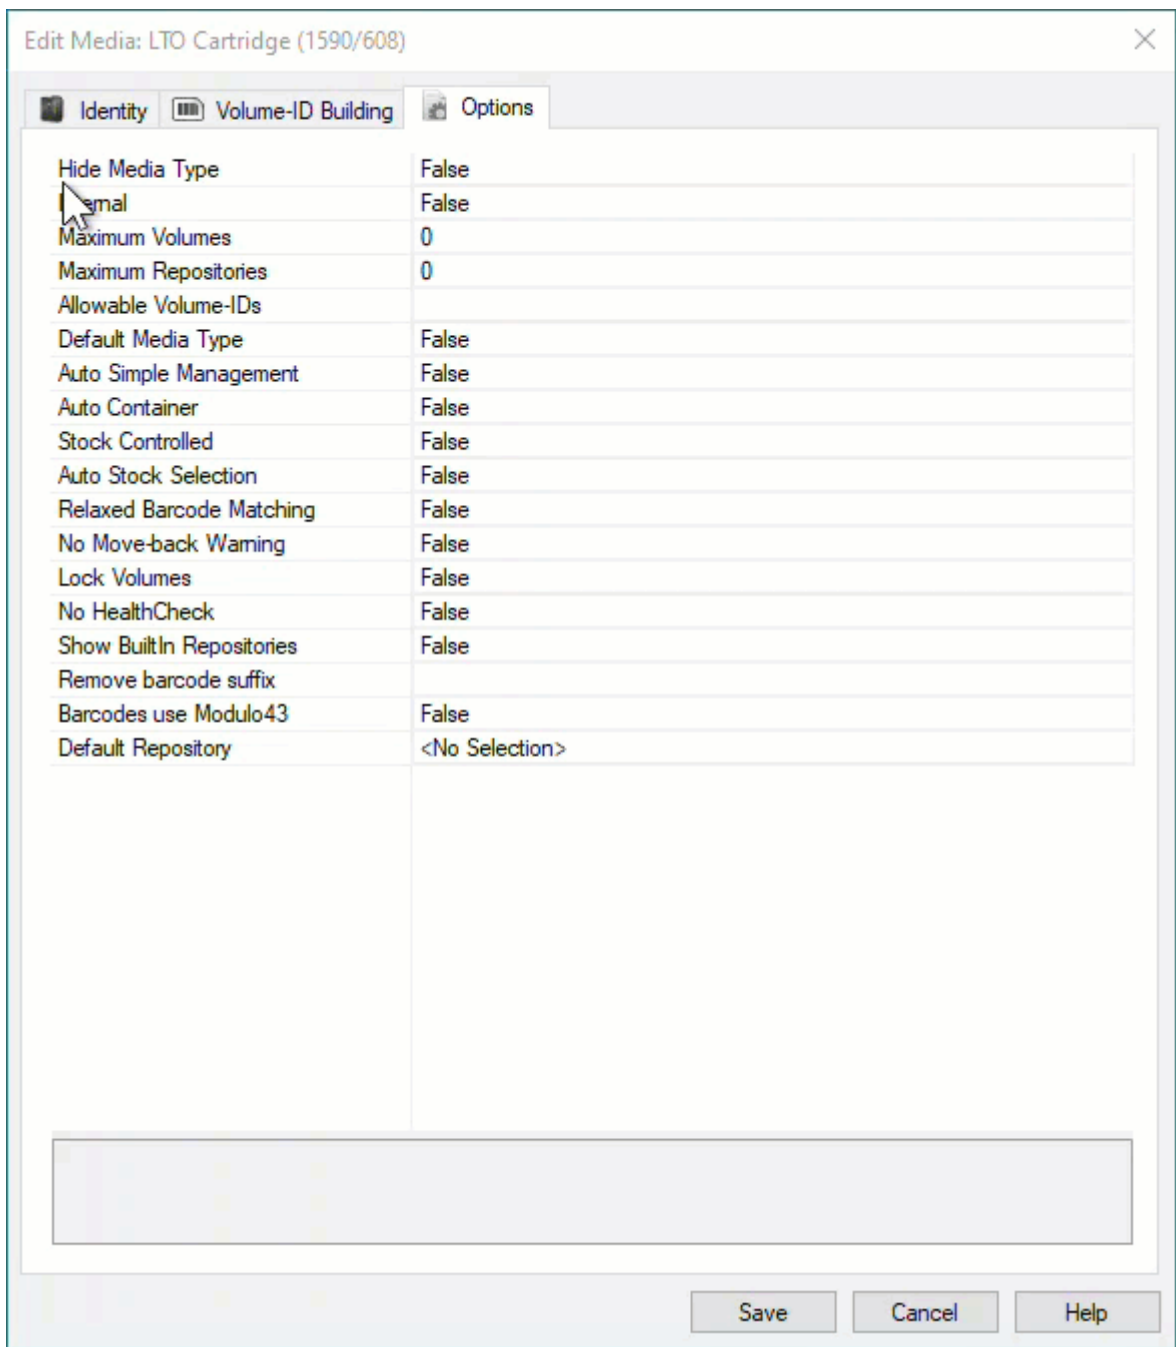 Edit Media: LTO Cartridge (1590/608)
Identity Volume-ID Building Options
Hide Media Type False
False
Maximum Volumes 0
Maximum Repositories 0
Allowable Volume-IDs
Default Media Type False
Auto Simple Management False
Auto Container False
Stock Controlled False
Auto Stock Selection False
Relaxed Barcode Matching False
No Move-back Warning False
Lock Volumes False
No HealthCheck False
Show BuiltIn Repositories False
Remove barcode suffix
Barcodes use Modulo43 False
Default Repository <No Selection>
Save Cancel Help